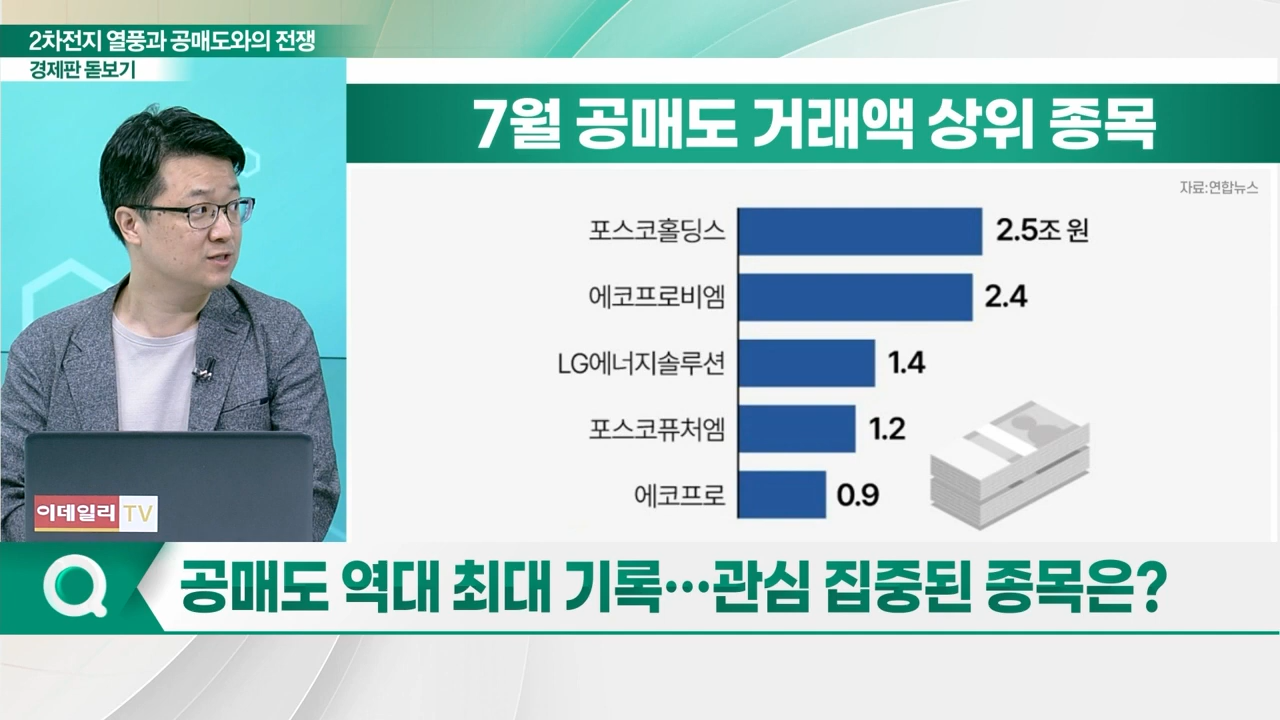 2차전지 열풍과 공매도와의 전쟁
경제판 돋보기
7월 공매도 거래액 상위 종목
자료:연합뉴스
포스코홀딩스 2.5조 원
에코프로비엠 2.4
LG에너지솔루션 1.4
포스코퓨처엠 1.2
에코프로 0.9
이데일리 TV
공매도 역대 최대 기록…관심 집중된 종목은?